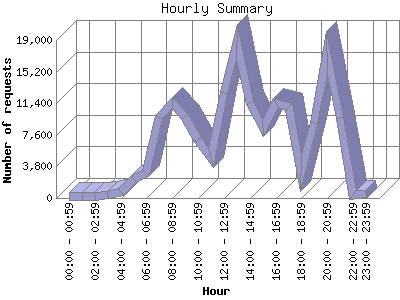 Hourly Summary
19,000
15,200
11,400
7,600
3,800
0
Number of requests
00:00 - 00:59
02:00 - 02:59
04:00 - 04:59
06:00 - 06:59
08:00 - 08:59
10:00 - 10:59
12:00 - 12:59
14:00 - 14:59
16:00 - 16:59
18:00 - 18:59
20:00 - 20:59
22:00 - 22:59
23:00 - 23:59
Hour